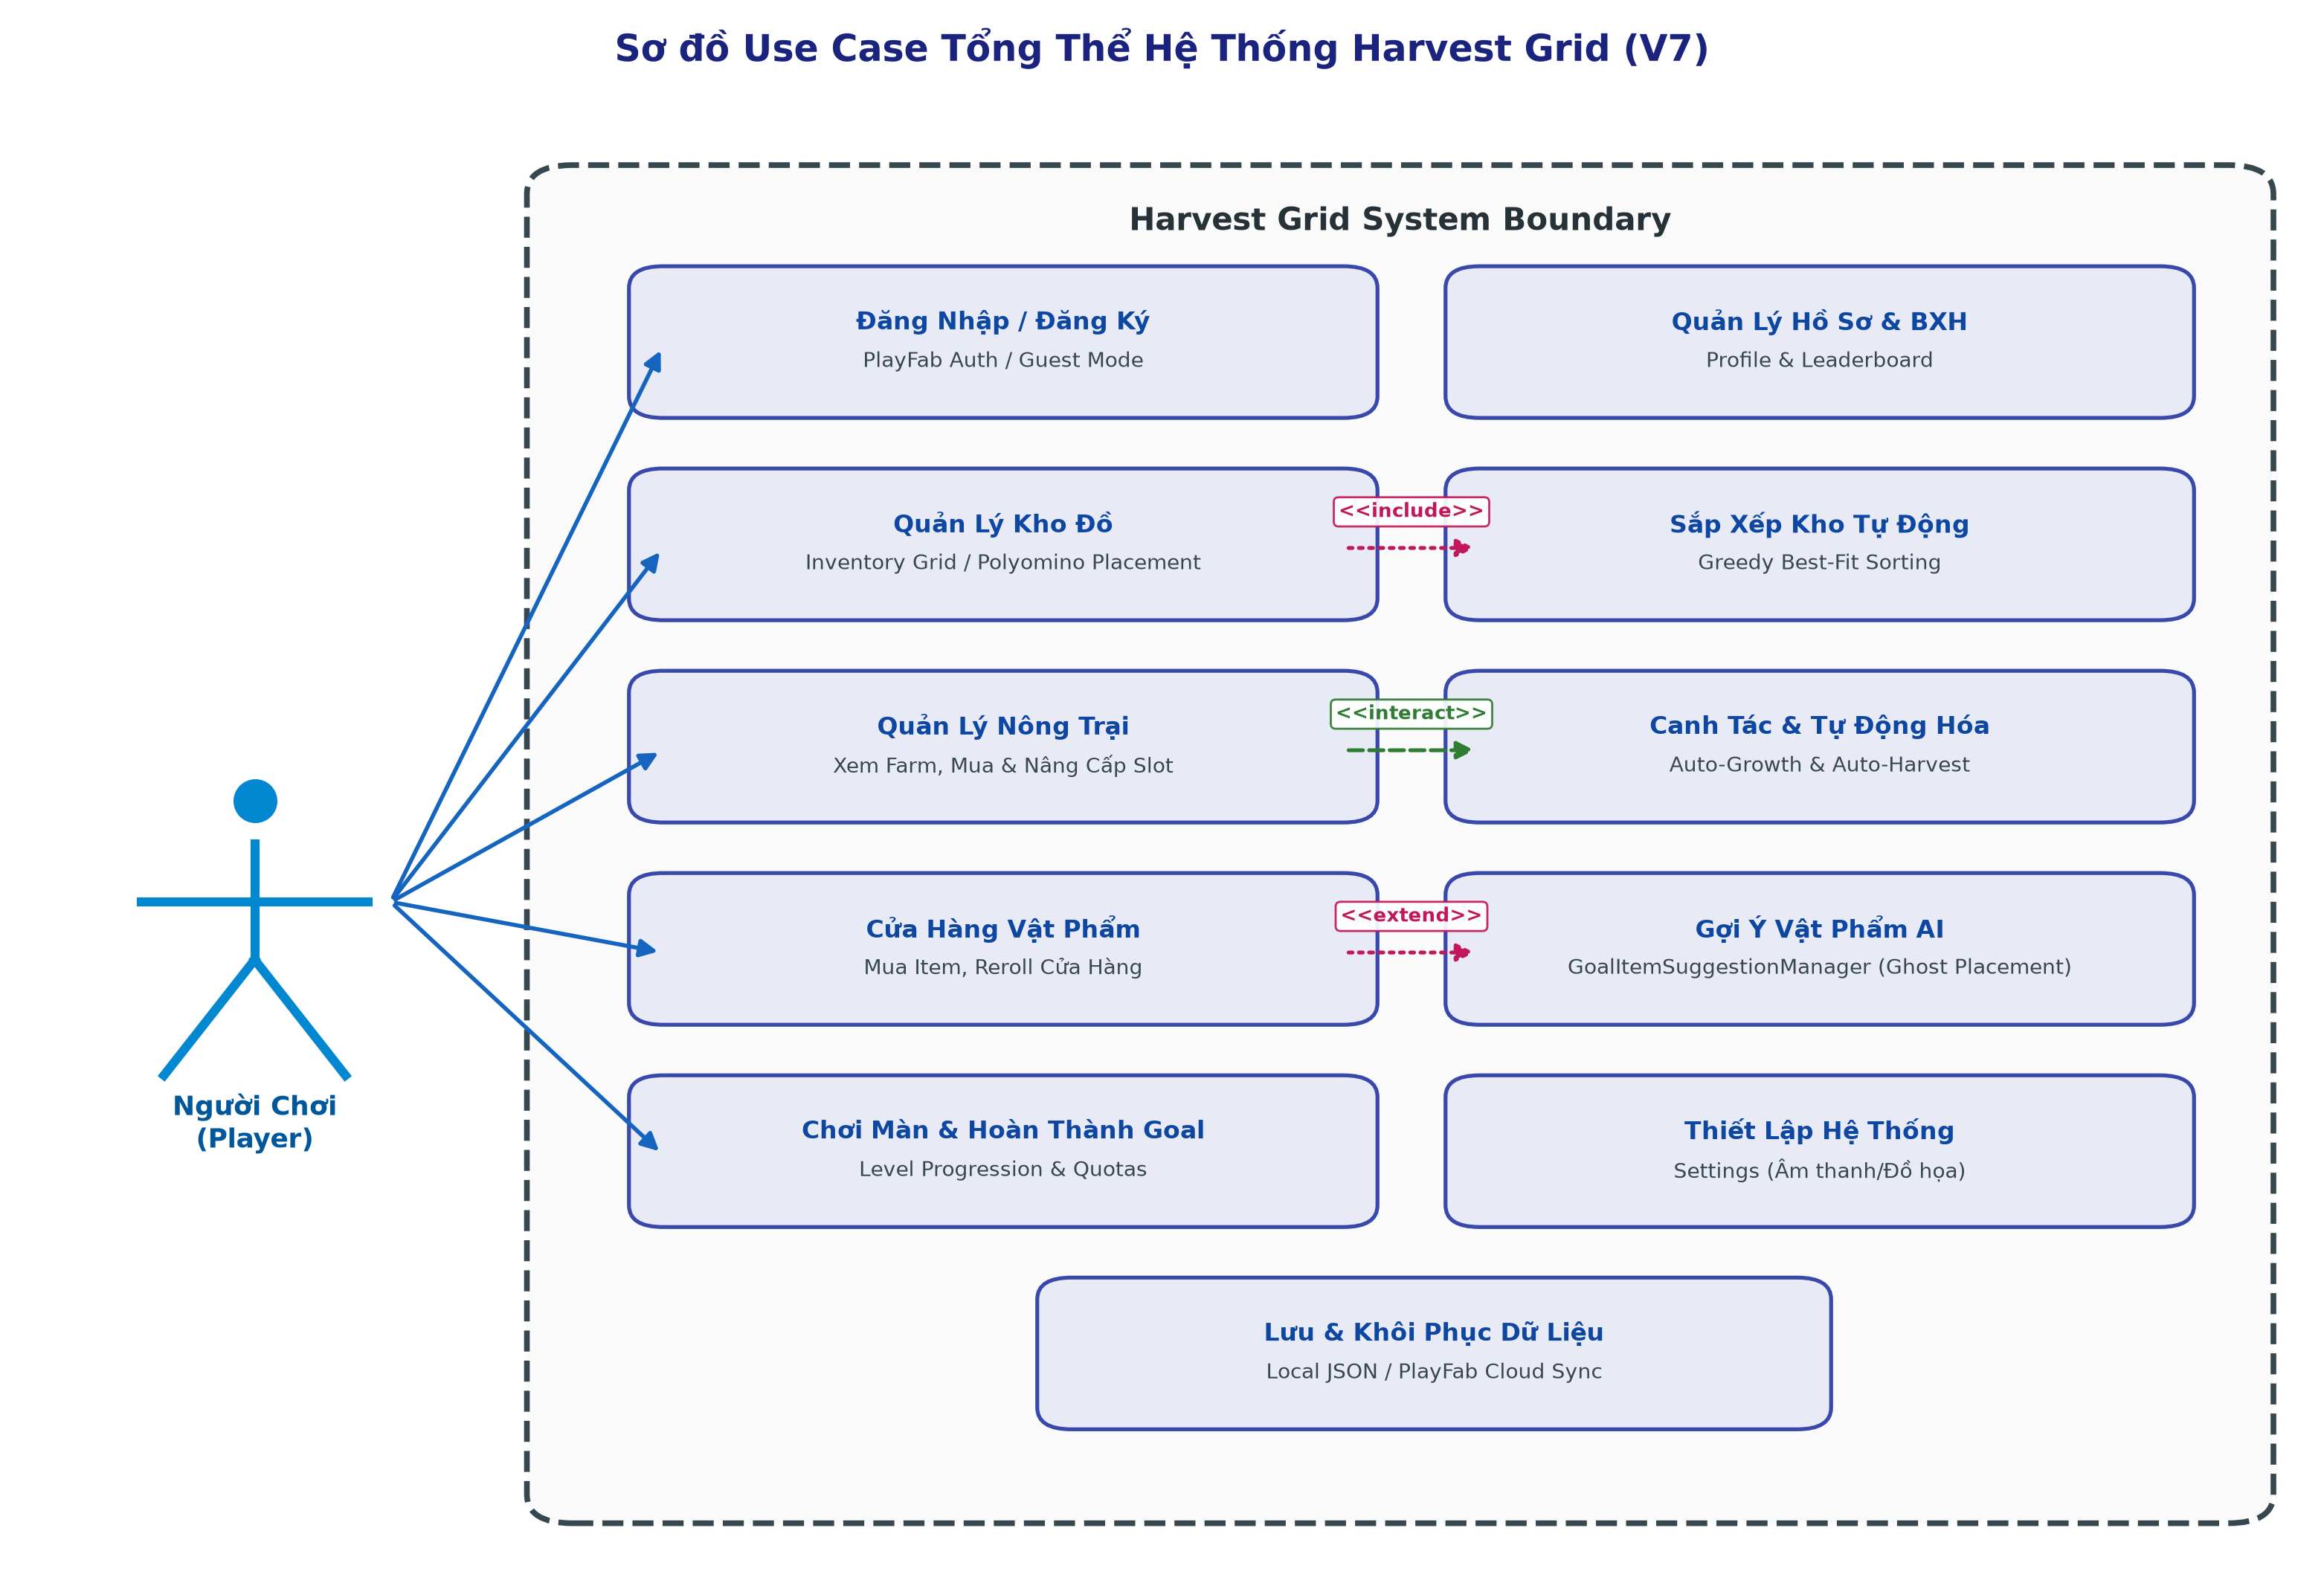 Sơ đồ Use Case Tổng Thể Hệ Thống Harvest Grid (V7)
Harvest Grid System Boundary
Đăng Nhập / Đăng Ký
PlayFab Auth / Guest Mode
Quản Lý Hồ Sơ & BXH
Profile & Leaderboard
Quản Lý Kho Đồ
Inventory Grid / Polyomino Placement
<<include>>
Sắp Xếp Kho Tự Động
Greedy Best-Fit Sorting
Quản Lý Nông Trại
Xem Farm, Mua & Nâng Cấp Slot
<<interact>>
Canh Tác & Tự Động Hóa
Auto-Growth & Auto-Harvest
Cửa Hàng Vật Phẩm
Mua Item, Reroll Cửa Hàng
<<extend>>
Gợi Ý Vật Phẩm AI
GoalItemSuggestionManager (Ghost Placement)
Người Chơi
(Player)
Chơi Màn & Hoàn Thành Goal
Level Progression & Quotas
Thiết Lập Hệ Thống
Settings (Âm thanh/Đồ họa)
Lưu & Khôi Phục Dữ Liệu
Local JSON / PlayFab Cloud Sync